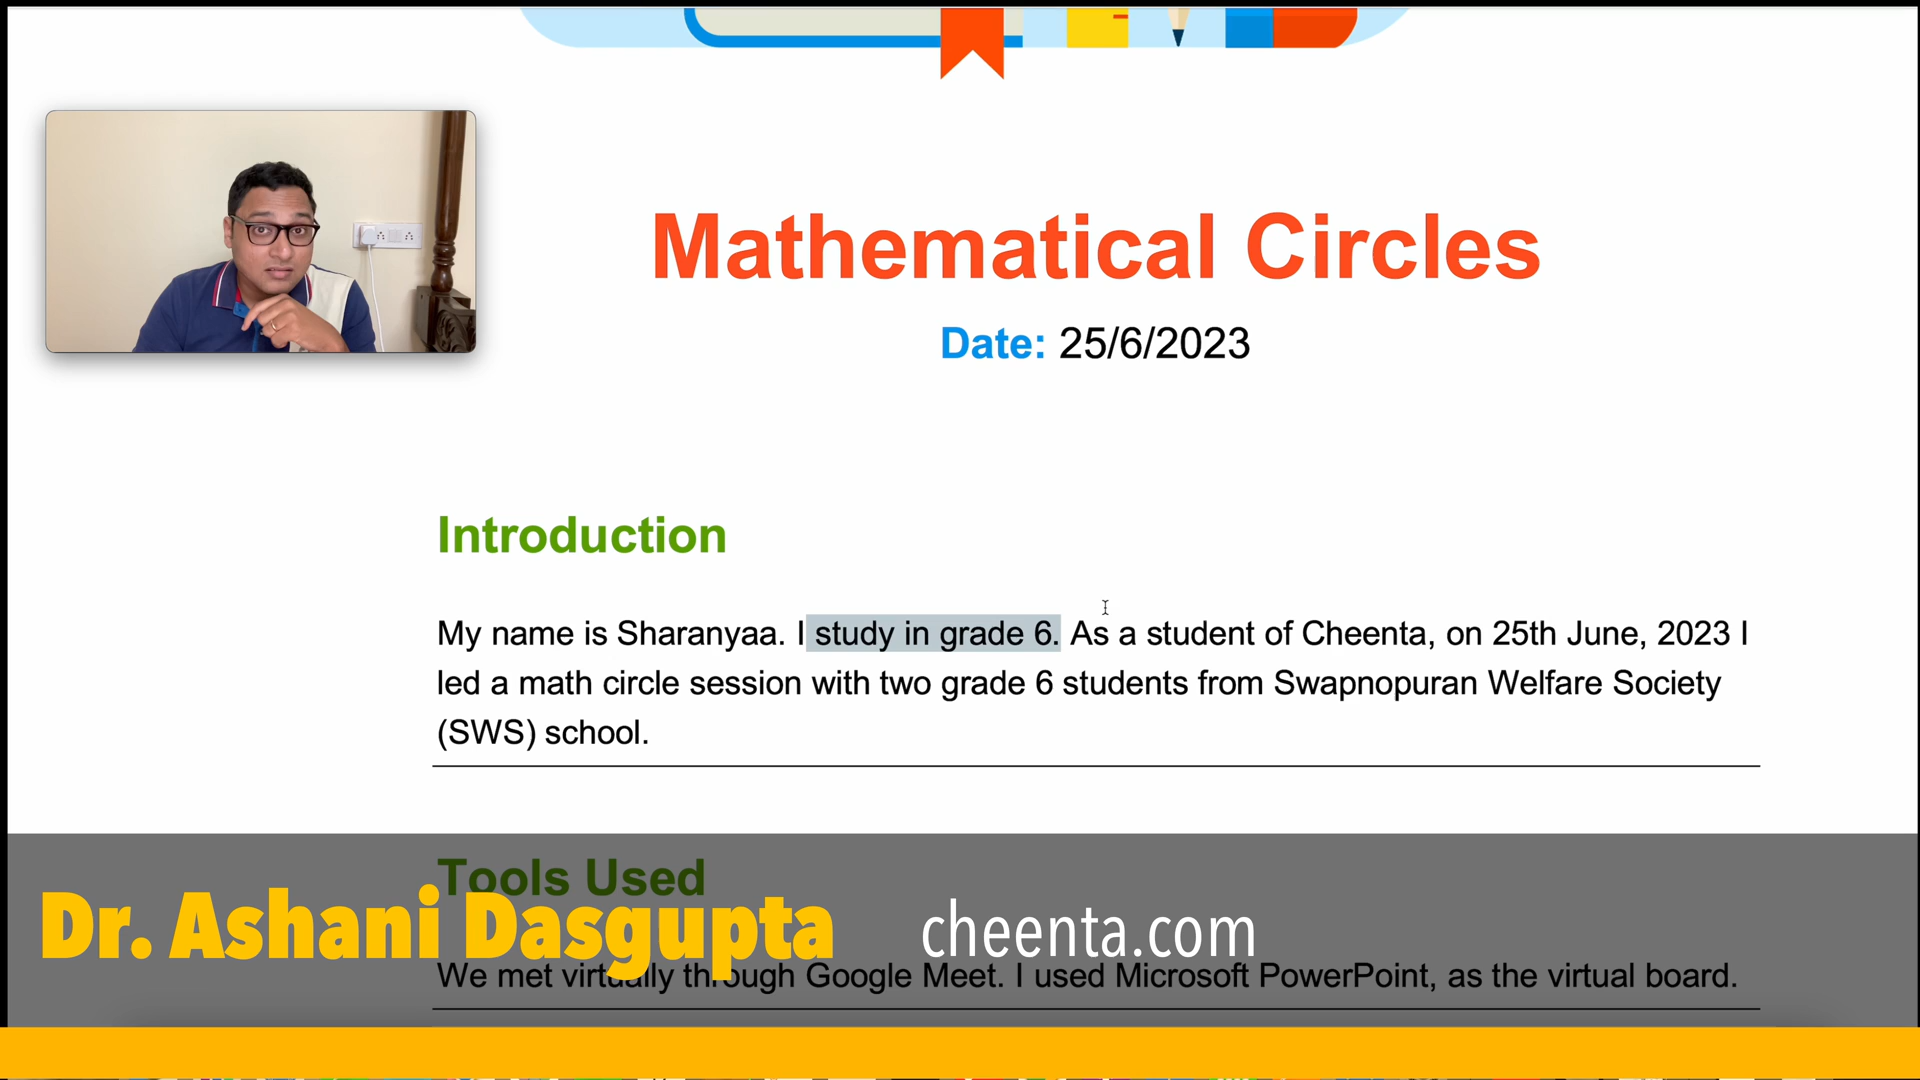 Mathematical Circles
Date: 25/6/2023
Introduction
My name is Sharanyaa. I study in grade 6. As a student of Cheenta, on 25th June, 2023 I
led a math circle session with two grade 6 students from Swapnopuran Welfare Society
(SWS) school.
Tools Used
Dr. Ashani Dasgupta
cheenta.com
We met virtually through Google Meet. I used Microsoft PowerPoint, as the virtual board.